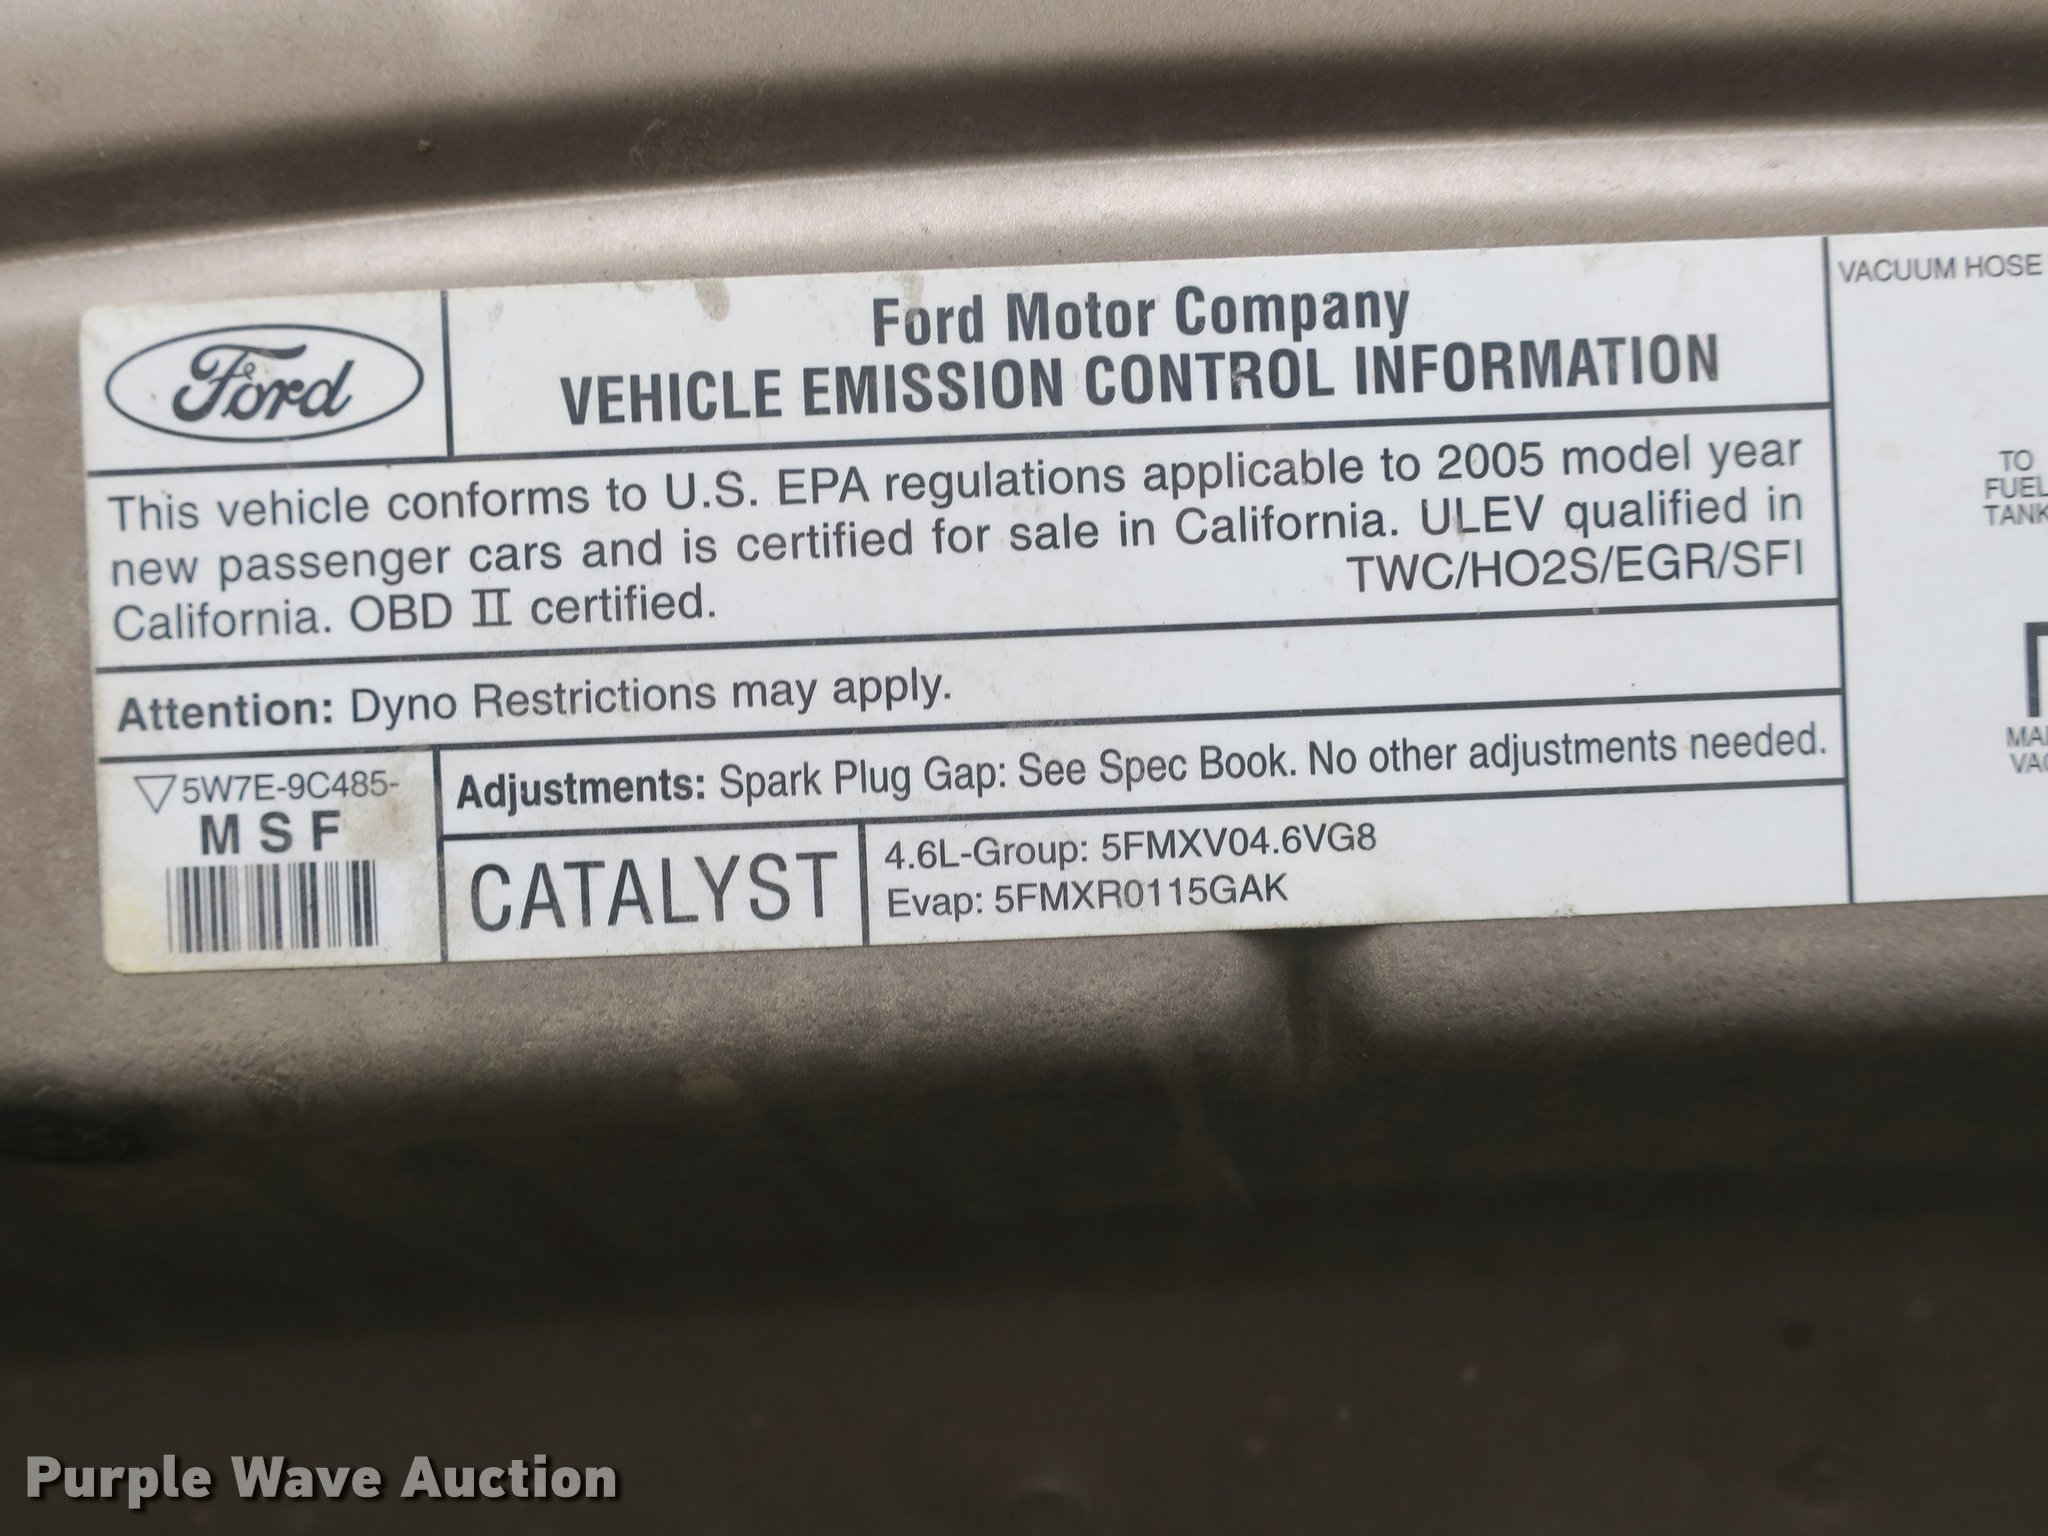 Ford
Ford Motor Company
VEHICLE EMISSION CONTROL INFORMATION
This vehicle conforms to U.S. EPA regulations applicable to 2005 model year
new passenger cars and is certified for sale in California. ULEV qualified in
California. OBD II certified.
TWC/HO2S/EGR/SFI
Attention: Dyno Restrictions may apply.
5W7E-9C485-
M S F
Adjustments: Spark Plug Gap: See Spec Book. No other adjustments needed.
CATALYST
4.6L-Group: 5FMXV04.6VG8
Evap: 5FMXR0115GAK
VACUUM HOSE
TO
FUEL
TANK
Purple Wave Auction